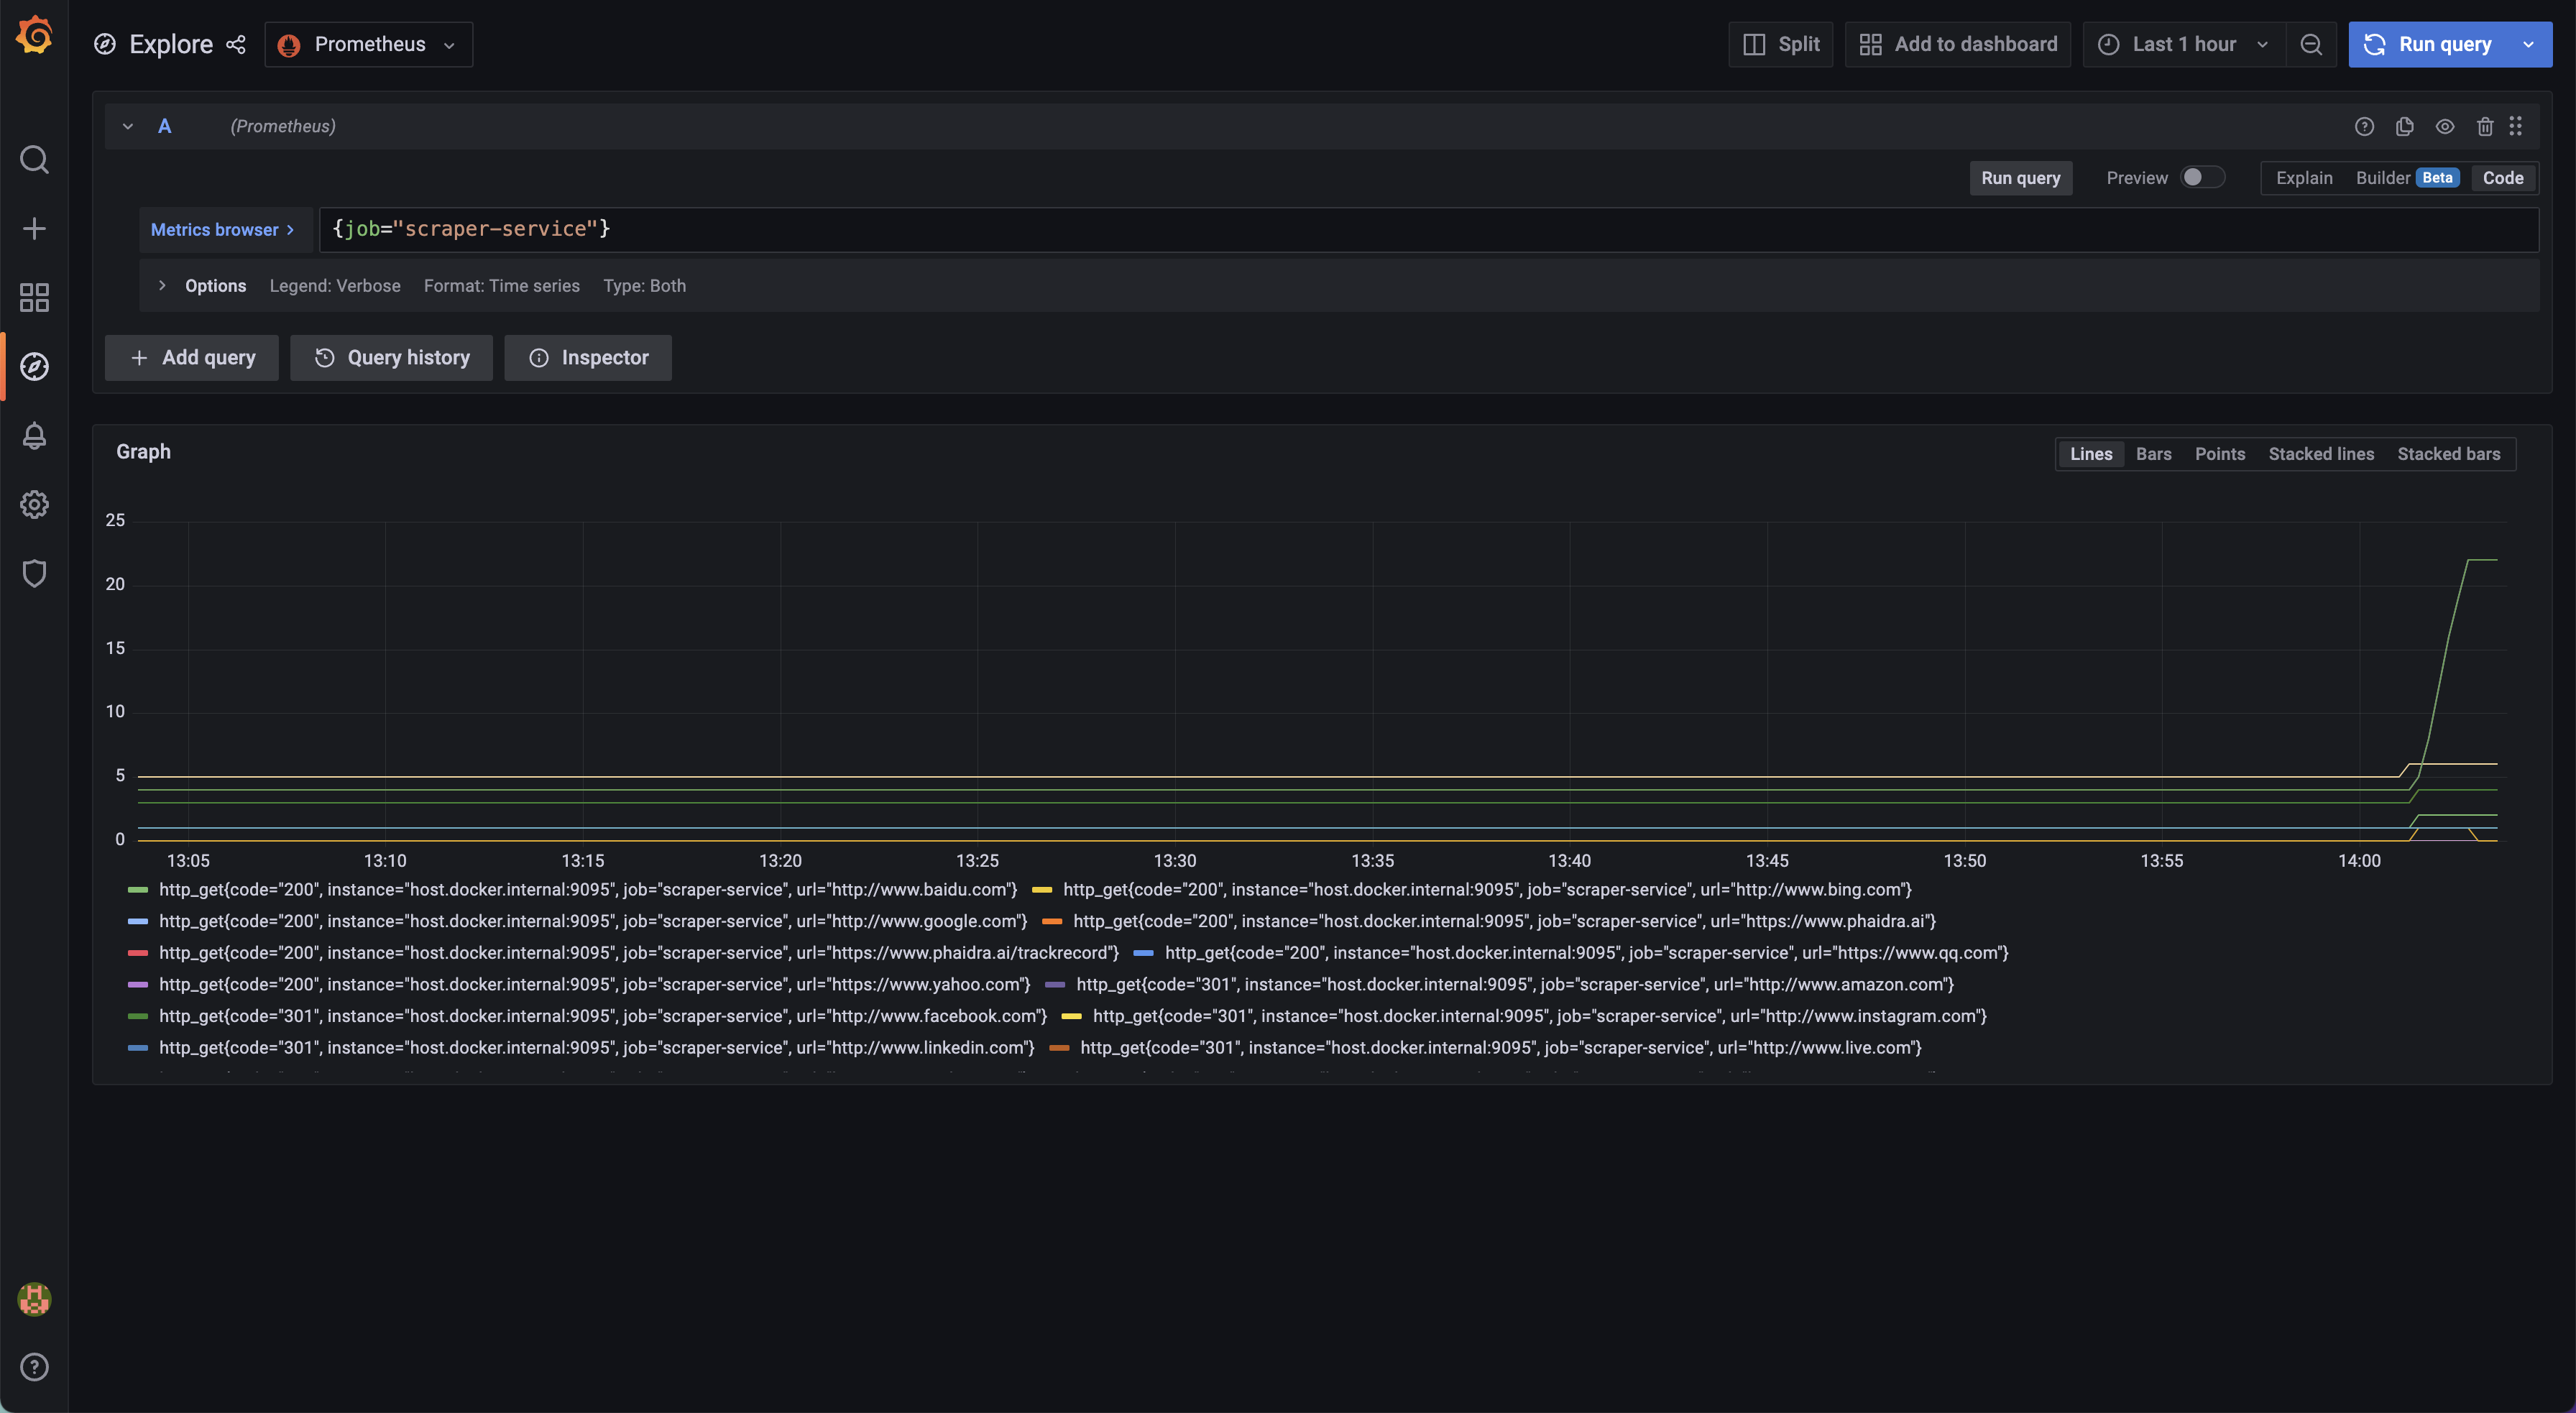 Explore Prometheus Split Add to dashboard Last 1 hour Run query
A (Prometheus)
Run query Preview Explain Builder Beta Code
Metrics browser > {job="scraper-service"}
Options Legend: Verbose Format: Time series Type: Both
Add query Query history Inspector
Graph Lines Bars Points Stacked lines Stacked bars
25
20
15
10
5
0
13:05 13:10 13:15 13:20 13:25 13:30 13:35 13:40 13:45 13:50 13:55 14:00
http_get{code="200", instance="host.docker.internal:9095", job="scraper-service", url="http://www.baidu.com"} http_get{code="200", instance="host.docker.internal:9095", job="scraper-service", url="http://www.bing.com"}
http_get{code="200", instance="host.docker.internal:9095", job="scraper-service", url="http://www.google.com"} http_get{code="200", instance="host.docker.internal:9095", job="scraper-service", url="https://www.phaidra.ai"}
http_get{code="200", instance="host.docker.internal:9095", job="scraper-service", url="https://www.phaidra.ai/trackrecord"} http_get{code="200", instance="host.docker.internal:9095", job="scraper-service", url="https://www.qq.com"}
http_get{code="200", instance="host.docker.internal:9095", job="scraper-service", url="https://www.yahoo.com"} http_get{code="301", instance="host.docker.internal:9095", job="scraper-service", url="http://www.amazon.com"}
http_get{code="301", instance="host.docker.internal:9095", job="scraper-service", url="http://www.facebook.com"} http_get{code="301", instance="host.docker.internal:9095", job="scraper-service", url="http://www.instagram.com"}
http_get{code="301", instance="host.docker.internal:9095", job="scraper-service", url="http://www.linkedin.com"} http_get{code="301", instance="host.docker.internal:9095", job="scraper-service", url="http://www.live.com"}